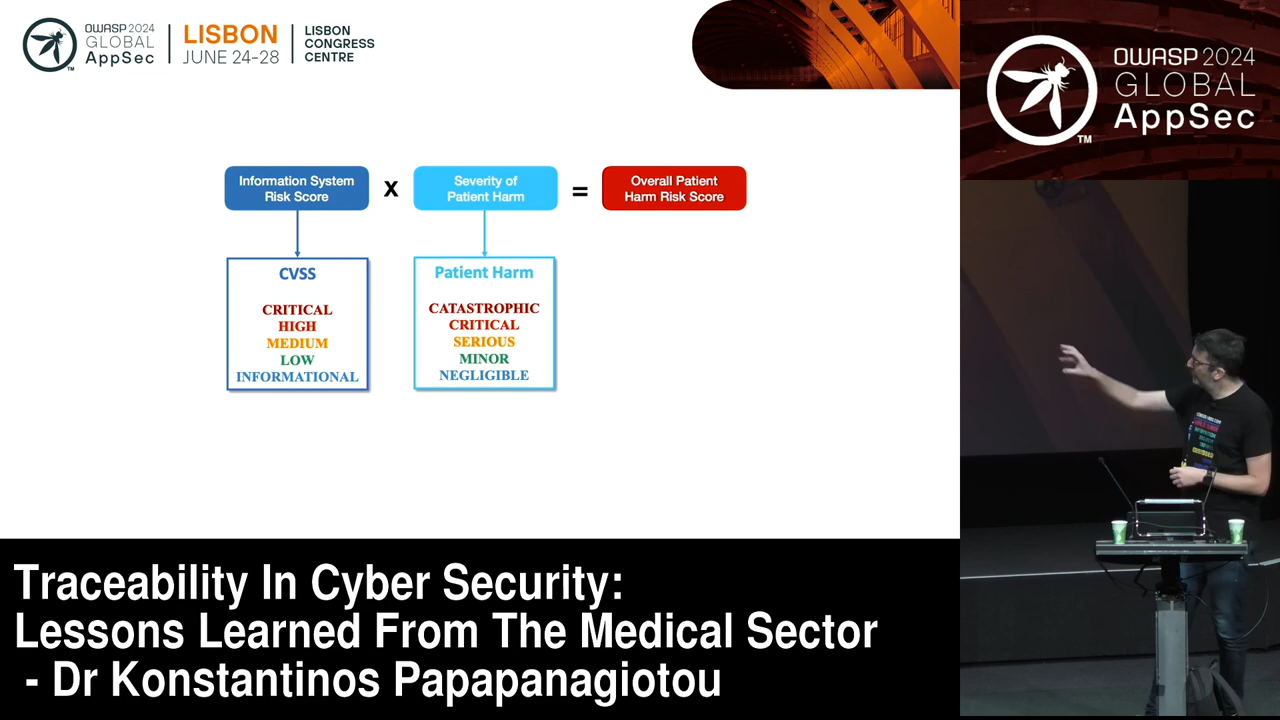 OWASP 2024
GLOBAL
AppSec
TM
LISBON
JUNE 24-28
LISBON
CONGRESS
CENTRE
OWASP 2024
GLOBAL
AppSec
TM
Information System
Risk Score
X
Severity of
Patient Harm
=
Overall Patient
Harm Risk Score
CVSS
CRITICAL
HIGH
MEDIUM
LOW
INFORMATIONAL
Patient Harm
CATASTROPHIC
CRITICAL
SERIOUS
MINOR
NEGLIGIBLE
Traceability In Cyber Security:
Lessons Learned From The Medical Sector
- Dr Konstantinos Papapanagiotou